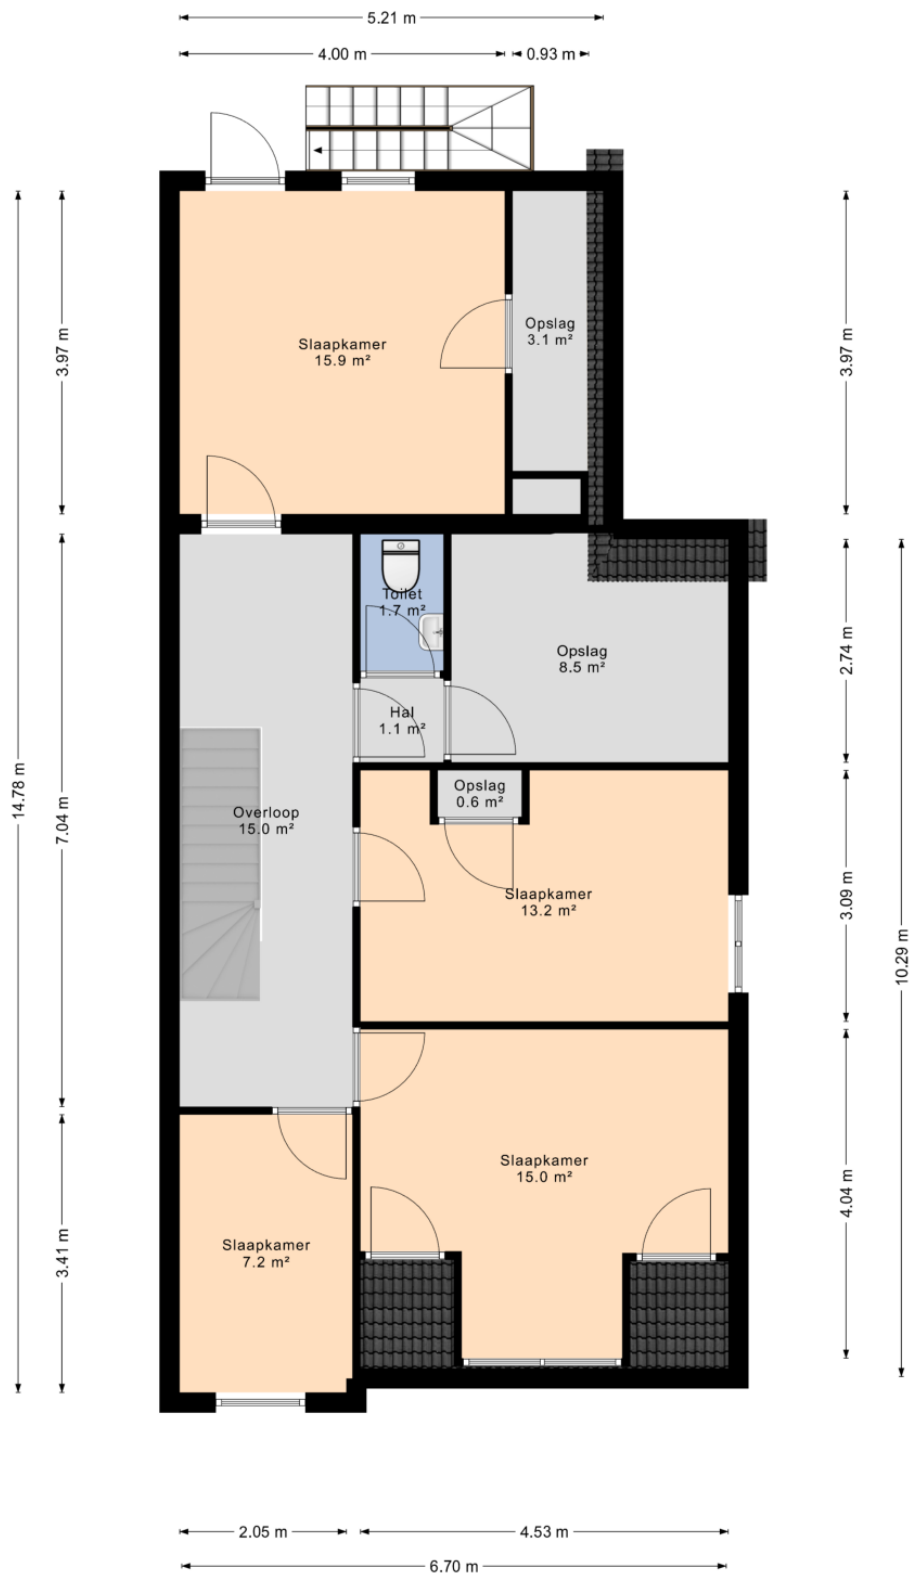 5.21 m
4.00 m
0.93 m
Slaapkamer
15.9 m²
Opslag
3.1 m²
3.97 m
3.97 m
Toilet
1.7 m²
Opslag
8.5 m²
2.74 m
Hal
1.1 m²
Opslag
0.6 m²
14.78 m
7.04 m
Overloop
15.0 m²
Slaapkamer
13.2 m²
3.09 m
10.29 m
Slaapkamer
15.0 m²
4.04 m
Slaapkamer
7.2 m²
3.41 m
2.05 m
4.53 m
6.70 m